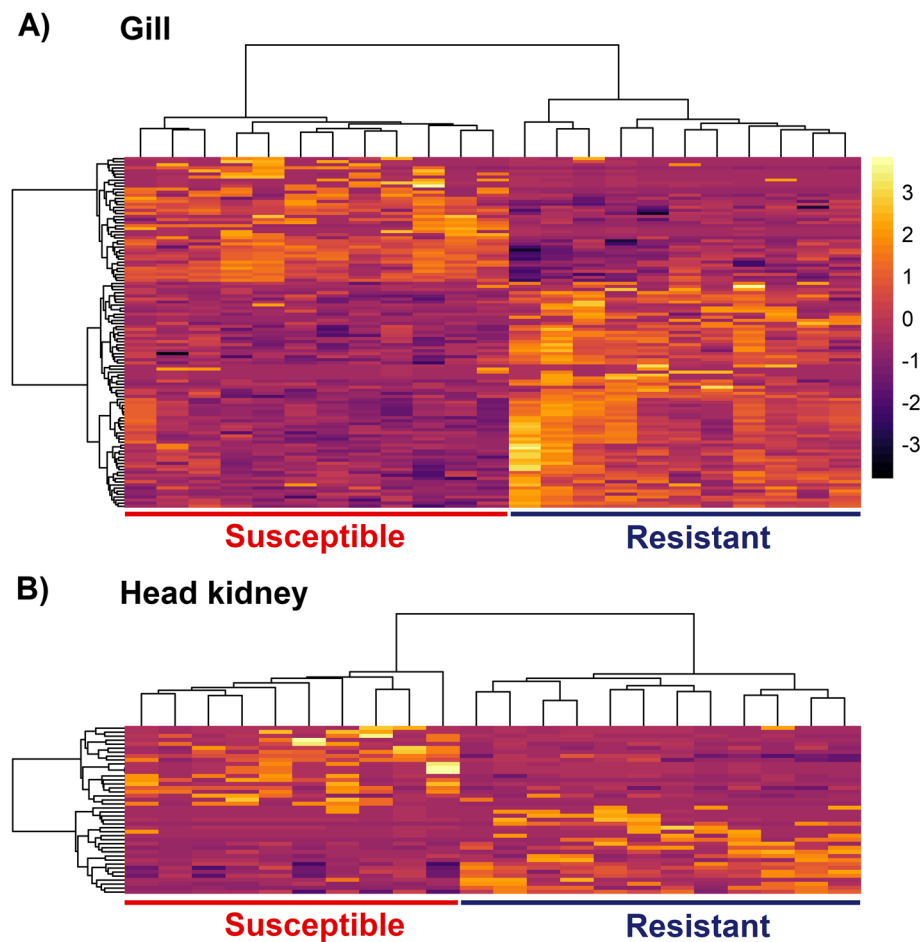 A) Gill
3
2
1
0
-1
-2
-3
Susceptible Resistant
B) Head kidney
Susceptible Resistant